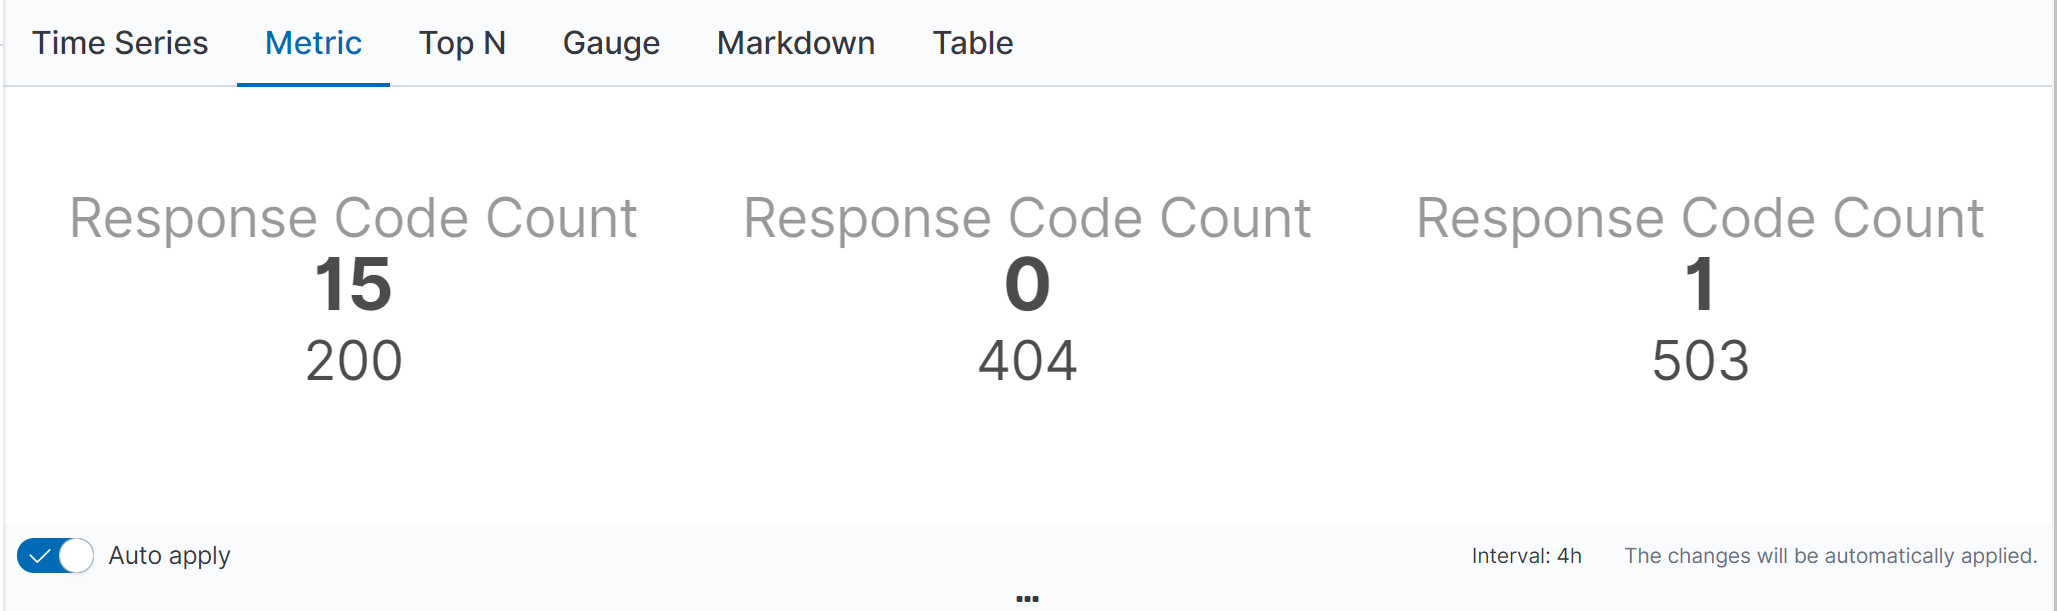 Time Series Metric Top N Gauge Markdown Table
Response Code Count Response Code Count Response Code Count
15 0 1
200 404 503
Auto apply Interval: 4h The changes will be automatically applied.